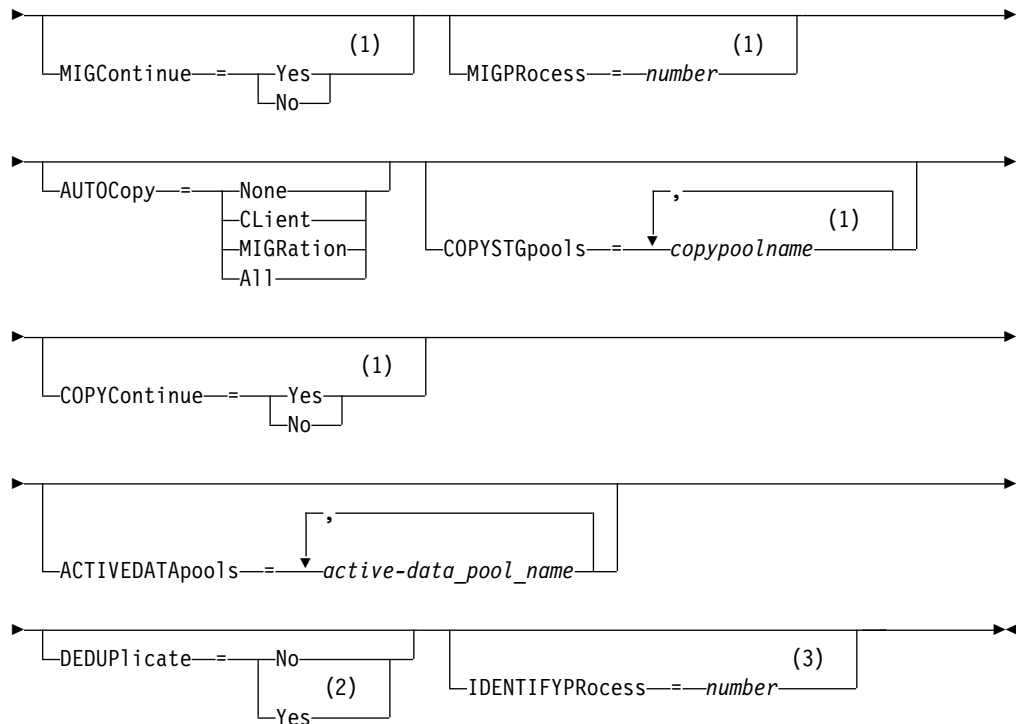 (1) (1)
MIGContinue = Yes MIGPRocess = number
No
AUTOCopy = None
CLient , (1)
MIGRation COPYSTGpools = copypoolname
All
(1)
COPYContinue = Yes
No
,
ACTIVEDATApools = active-data_pool_name
DEDUPlicate = No (3)
(2) IDENTIFYPRocess = number
Yes